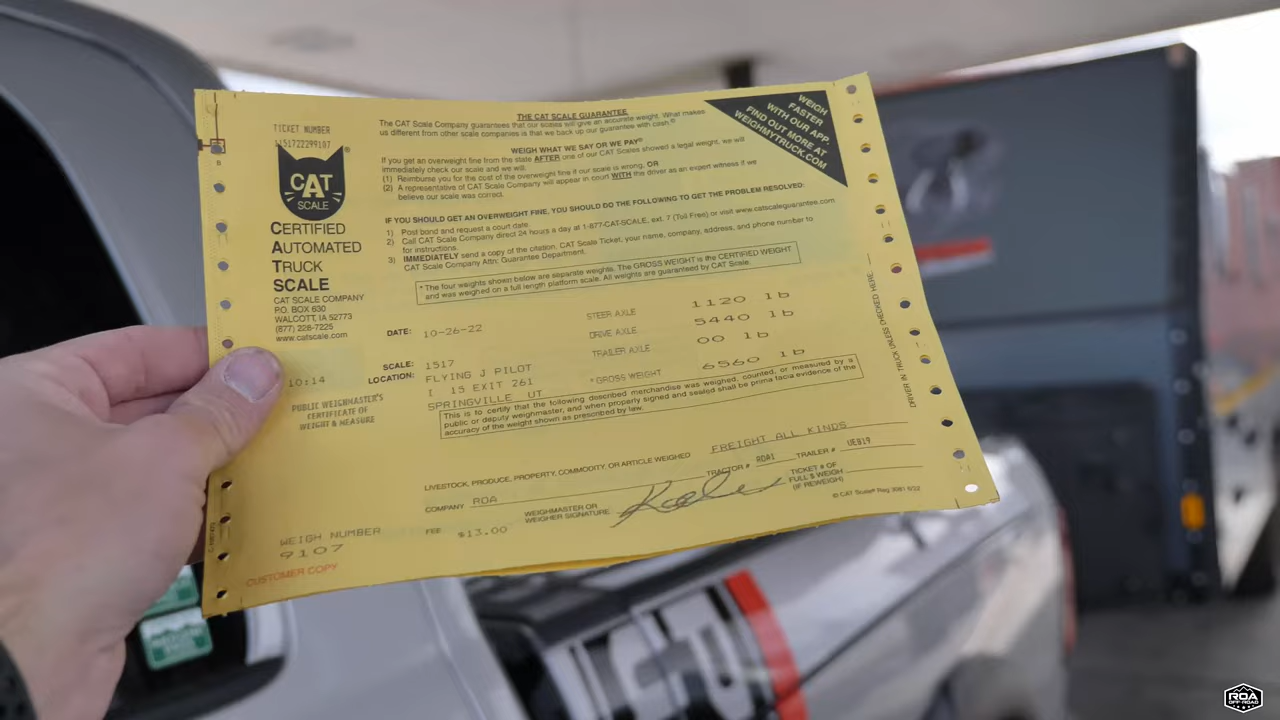 TICKET NUMBER
151722299107
CAT
SCALE
CERTIFIED
AUTOMATED
TRUCK
SCALE
CAT SCALE COMPANY
P.O. BOX 630
WALCOTT, IA 52773
(877) 228-7225
www.catscale.com
THE CAT SCALE GUARANTEE
The CAT Scale Company guarantees that our scales will give an accurate weight. What makes
us different from other scale companies is that we back up our guarantee with cash.©
WEIGH WHAT WE SAY OR WE PAY®
If you get an overweight fine from the state AFTER one of our CAT Scales showed a legal weight, we will
immediately check our scale and we will:
(1) Reimburse you for the cost of the overweight fine if our scale is wrong, OR
(2) A representative of CAT Scale Company will appear in court WITH the driver as an expert witness if we
believe our scale was correct.
IF YOU SHOULD GET AN OVERWEIGHT FINE, YOU SHOULD DO THE FOLLOWING TO GET THE PROBLEM RESOLVED:
1) Post bond and request a court date.
2) Call CAT Scale Company direct 24 hours a day at 1-877-CAT-SCALE, ext. 7 (Toll Free) or visit www.catscaleguarantee.com
for instructions.
3) IMMEDIATELY send a copy of the citation, CAT Scale Ticket, your name, company, address, and phone number to
CAT Scale Company Attn: Guarantee Department.
* The four weights shown below are separate weights. The GROSS WEIGHT is the CERTIFIED WEIGHT
and was weighed on a full length platform scale. All weights are guaranteed by CAT Scale.
WEIGH
FASTER
WITH OUR APP.
FIND OUT MORE AT
WEIGHMYTRUCK.COM
DATE: 10-26-22
STEER AXLE 1120 lb
DRIVE AXLE 5440 lb
TRAILER AXLE 00 lb
* GROSS WEIGHT 6560 lb
SCALE: 1517
LOCATION: FLYING J PILOT
I 15 EXIT 261
SPRINGVILLE UT
10:14
PUBLIC WEIGHMASTER'S
CERTIFICATE OF
WEIGHT & MEASURE
This is to certify that the following described merchandise was weighed, counted, or measured by a
public or deputy weighmaster, and when properly signed and sealed shall be prima facia evidence of the
accuracy of the weight shown as prescribed by law.
DRIVER IN TRUCK UNLESS CHECKED HERE:
LIVESTOCK, PRODUCE, PROPERTY, COMMODITY, OR ARTICLE WEIGHED FREIGHT ALL KINDS
COMPANY ROA
TRACTOR # ROA1 TRAILER # UEB19
WEIGHMASTER OR
WEIGHER SIGNATURE
TICKET # OF
FULL'S WEIGH
(IF REWEIGH)
FEE $13.00
© CAT Scale® Reg 3081 6/22
WEIGH NUMBER
9107
CUSTOMER COPY
ROA
OFF·ROAD